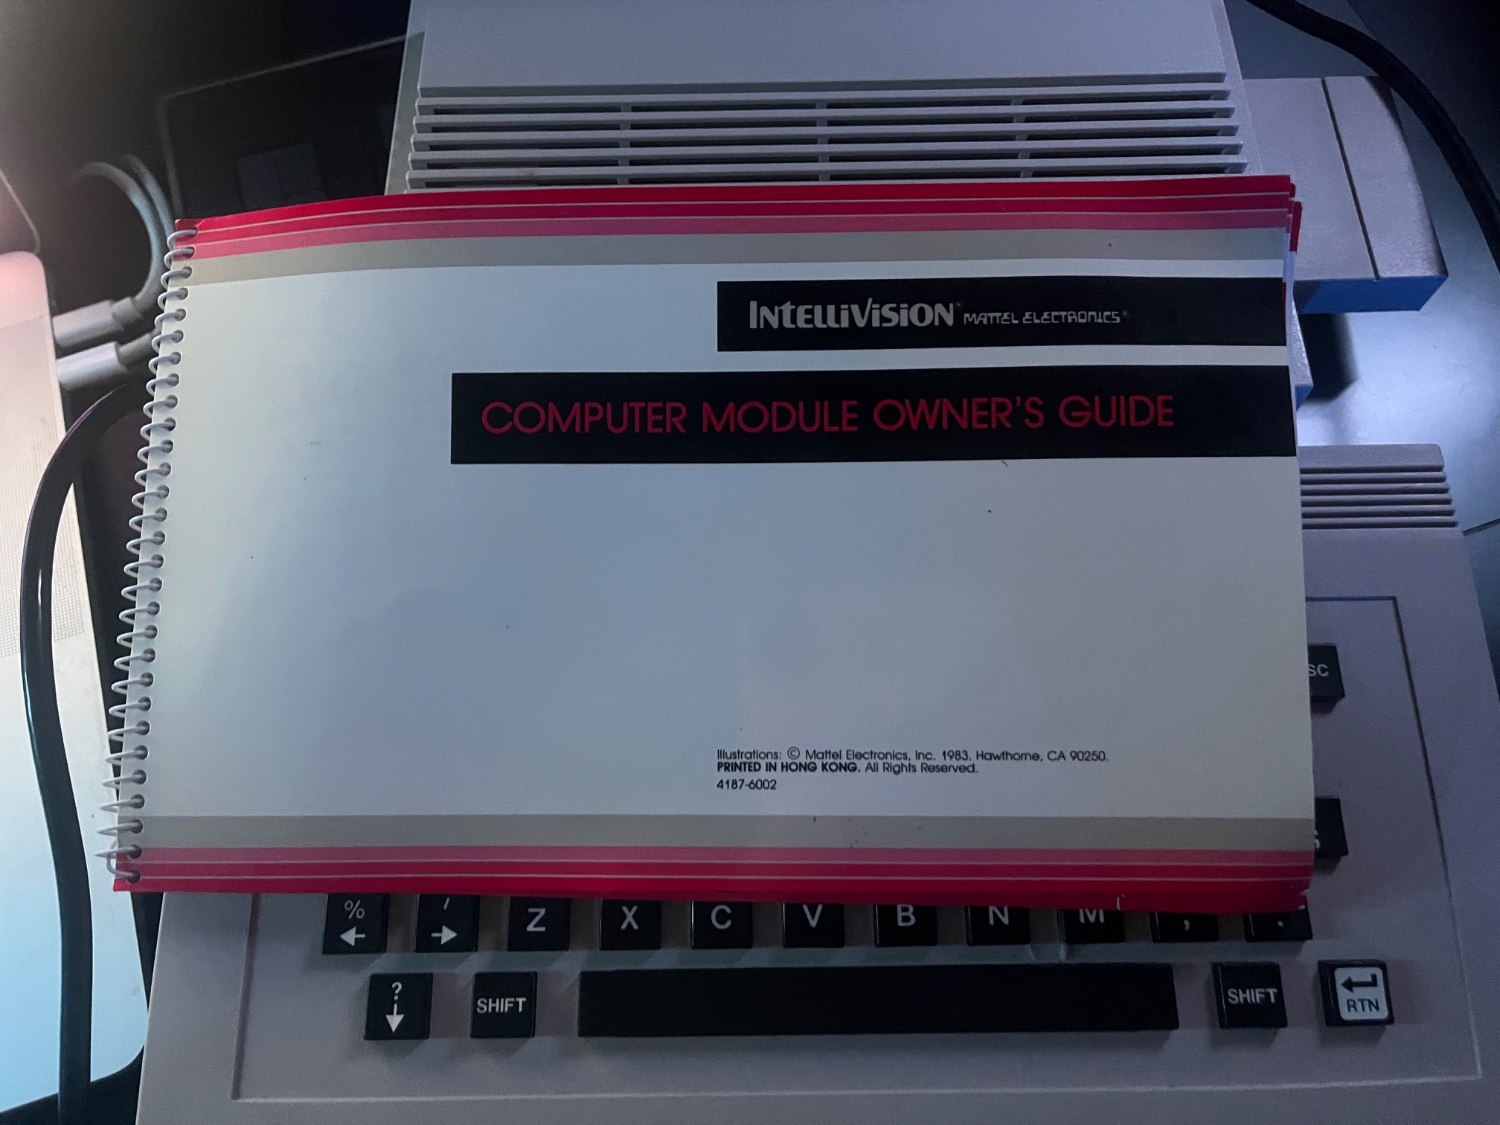 INTELLIVISION® MATTEL ELECTRONICS®
COMPUTER MODULE OWNER'S GUIDE
Illustrations: © Mattel Electronics, Inc. 1983. Hawthorne, CA 90250.
PRINTED IN HONG KONG. All Rights Reserved.
4187-6002
SC
%
← → Z X C V B N M , .
?
↓ SHIFT SHIFT RTN